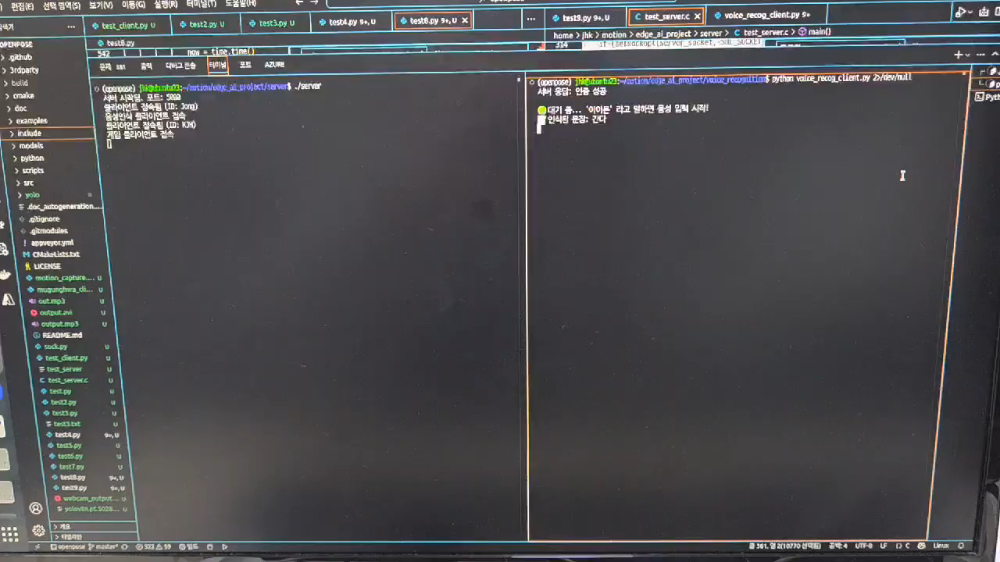 편집(E) 선택 영역(S) 보기(V) 이동(G) 실행(R) 터미널(T) 도움말(H)
test_client.py U test2.py U test3.py U test4.py 9+, U test8.py 9+, U ... test9.py 9+, U test_server.c voice_recog_client.py 9+
OPENPOSE
test8.py
home > jhk > motion > edge_ai_project > server > test_server.c > main()
542 now = time.time()
314
문제 581 출력 디버그 콘솔 터미널 포트 AZURE
(openpose) jhk@ubuntu23:~/motion/edge_ai_project/server$ ./server
서버 시작됨. 포트: 5000
클라이언트 접속됨 (ID: Jong)
음성인식 클라이언트 접속
클라이언트 접속됨 (ID: KJH)
게임 클라이언트 접속
(openpose) jhk@ubuntu23:~/motion/edge_ai_project/voice_recognition$ python voice_recog_client.py 2>/dev/null
서버 응답: 인증 성공
대기 중... '아이든' 라고 말하면 음성 입력 시작!
인식된 문장: 간다
.github
3rdparty
build
cmake
doc
examples
include
models
python
scripts
src
yolo
.doc_autogeneration....
.gitignore
.gitmodules
appveyor.yml
CMakeLists.txt
LICENSE
motion_capture.... U
mugunghwa_cli... U
out.mp3 U
output.avi U
output.mp3 U
README.md
sock.py U
test_client.py U
test_server U
test_server.c U
test.py U
test2.py U
test3.py U
test3.txt U
test4.py 9+, U
test5.py U
test6.py U
test7.py U
test8.py 9+, U
test9.py 9+, U
webcam_output... U
yolov8n.pt.5028... U
개요
타임라인
openpose master* 523 59 빌드
줄 361, 열 2(10770 선택됨) 공백: 4 UTF-8 LF {} C Linux